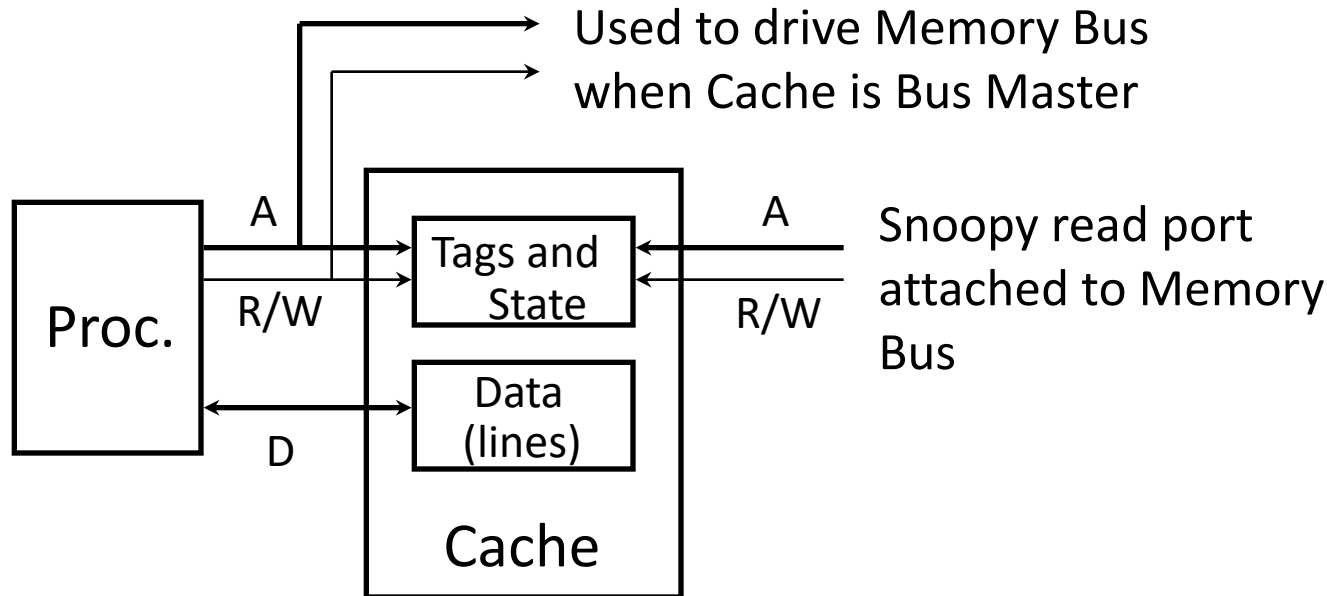 Used to drive Memory Bus
when Cache is Bus Master
A
A
Snoopy read port
attached to Memory
Bus
Tags and
State
R/W
R/W
Proc.
Data
(lines)
D
Cache